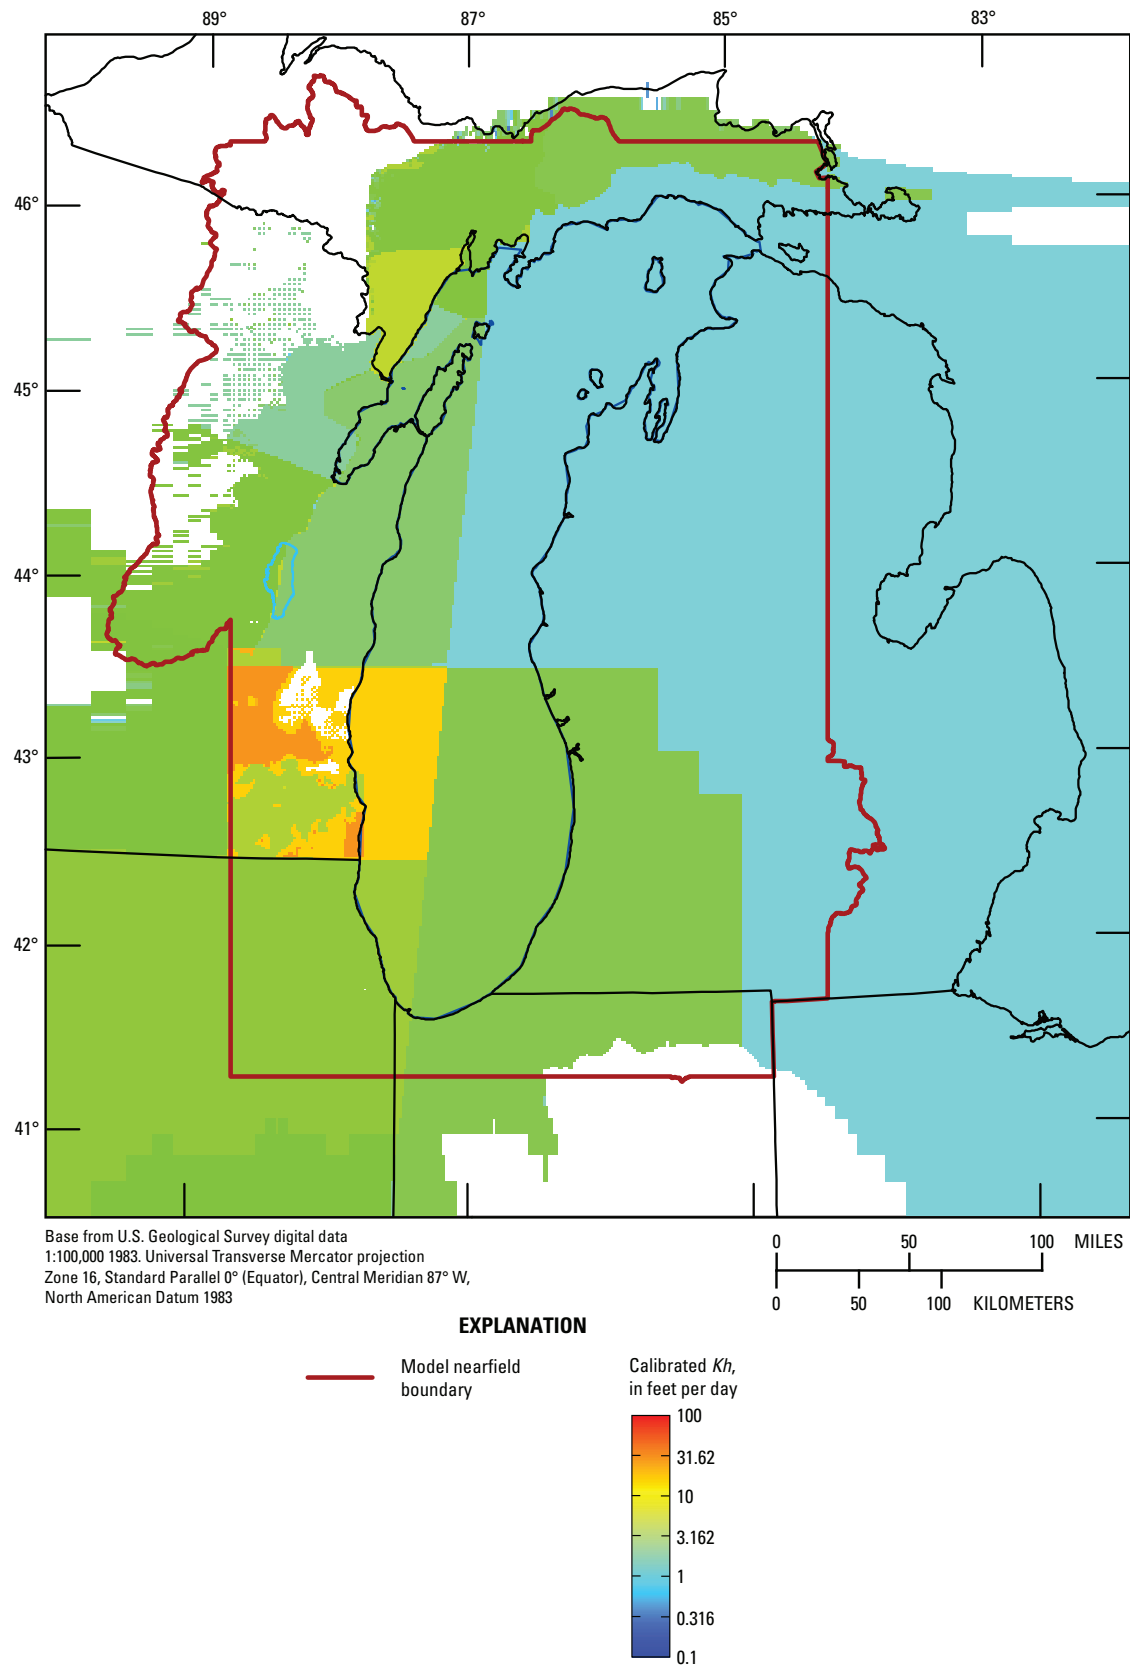 89° 87° 85° 83°
46°
45°
44°
43°
42°
41°
Base from U.S. Geological Survey digital data
1:100,000 1983. Universal Transverse Mercator projection
Zone 16, Standard Parallel 0° (Equator), Central Meridian 87° W,
North American Datum 1983
0 50 100 MILES
0 50 100 KILOMETERS
EXPLANATION
Model nearfield
boundary
Calibrated Kh,
in feet per day
100
31.62
10
3.162
1
0.316
0.1